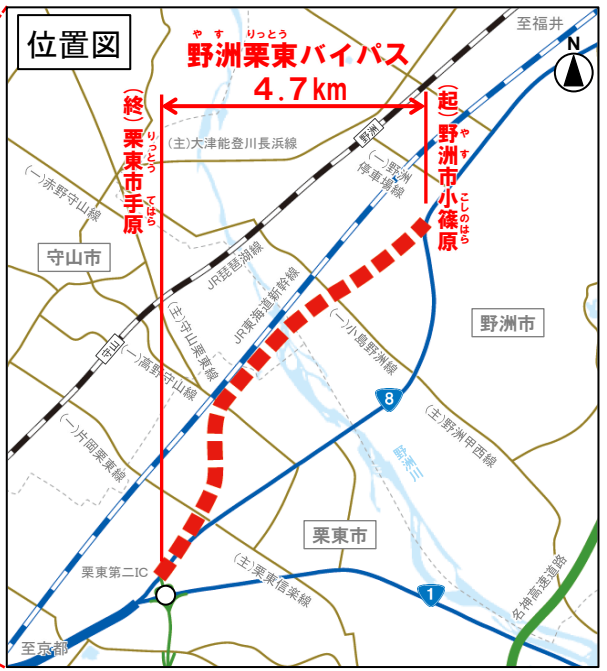 位置図
至福井
N
や す りっとう
野洲栗東バイパス
4.7km
(終)栗東市手原
りっとう てはら
(起)野洲市小篠原
や す こしのはら
野洲
(主)大津能登川長浜線
(一)野洲停車場線
(一)赤野守山線
守山市
JR琵琶湖線
JR東海道新幹線
(主)守山栗東線
守山
(一)高野守山線
(一)小島野洲線
野洲市
8
(一)片岡栗東線
(主)野洲甲西線
野洲川
栗東市
栗東第二IC
(主)栗東信楽線
1
名神高速道路
至京都